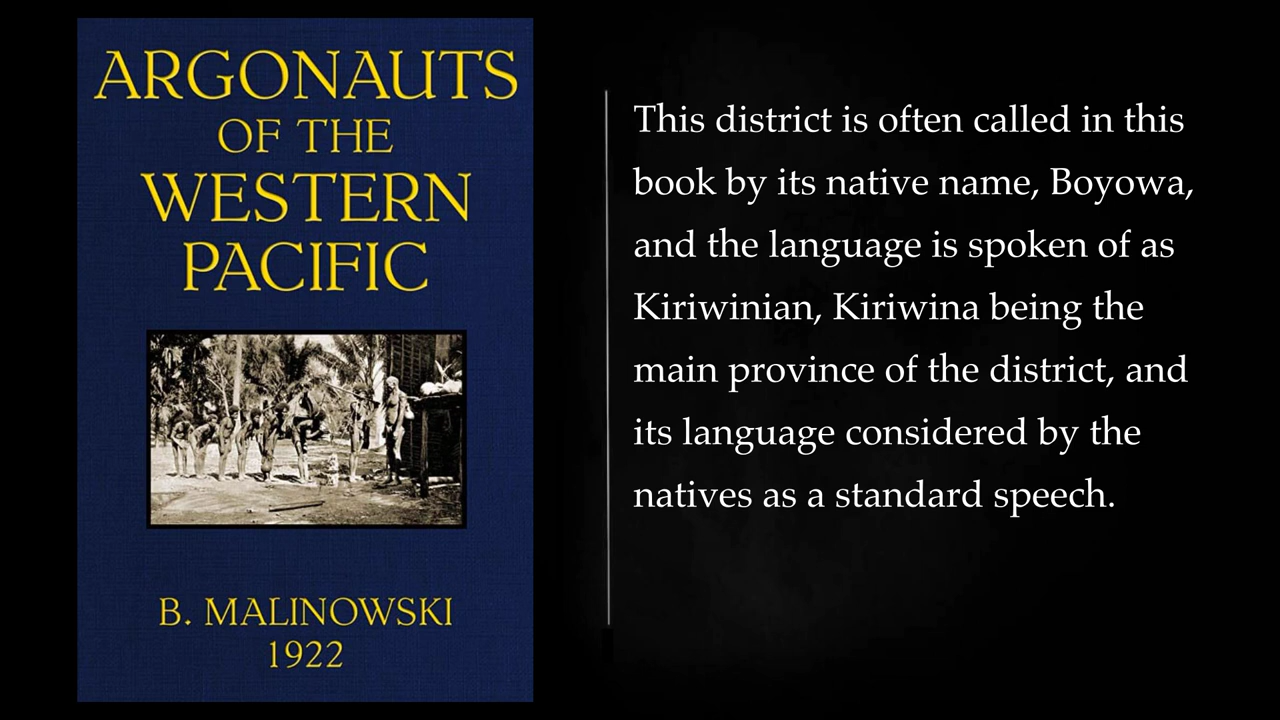 ARGONAUTS
OF THE
WESTERN
PACIFIC
B. MALINOWSKI
1922
This district is often called in this
book by its native name, Boyowa,
and the language is spoken of as
Kiriwinian, Kiriwina being the
main province of the district, and
its language considered by the
natives as a standard speech.